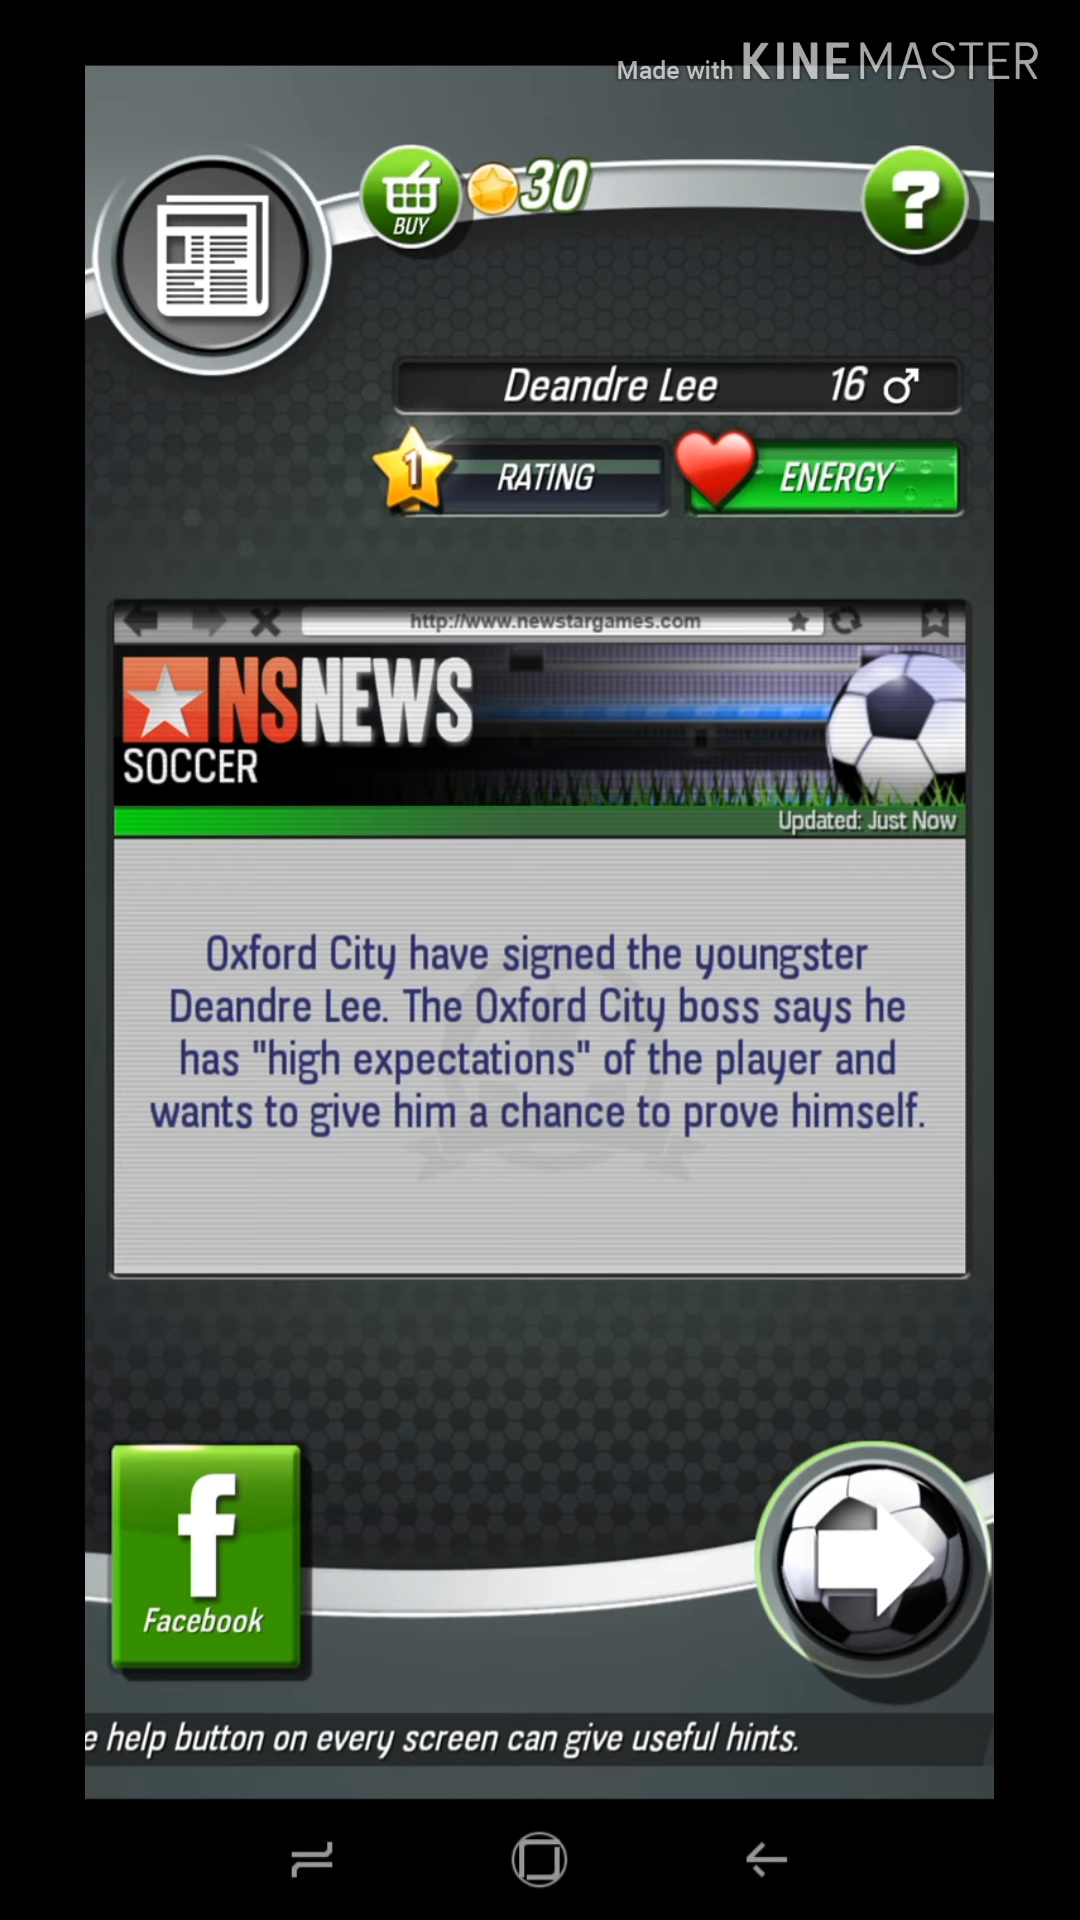 Made with KINEMASTER
BUY
30
?
Deandre Lee 16 ♂
1 RATING
ENERGY
http://www.newstargames.com
NSNEWS
SOCCER
Updated: Just Now
Oxford City have signed the youngster
Deandre Lee. The Oxford City boss says he
has "high expectations" of the player and
wants to give him a chance to prove himself.
f
Facebook
e help button on every screen can give useful hints.